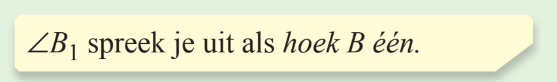 ∠B₁ spreek je uit als hoek B één.